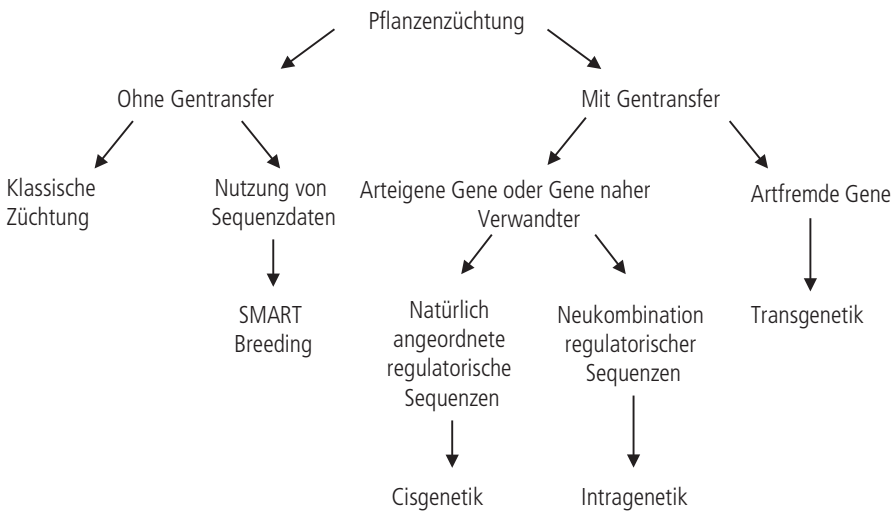 Pflanzenzüchtung
Ohne Gentransfer
Mit Gentransfer
Klassische
Züchtung
Nutzung von
Sequenzdaten
Arteigene Gene oder Gene naher
Verwandter
Artfremde Gene
SMART
Breeding
Natürlich
angeordnete
regulatorische
Sequenzen
Neukombination
regulatorischer
Sequenzen
Transgenetik
Cisgenetik
Intragenetik